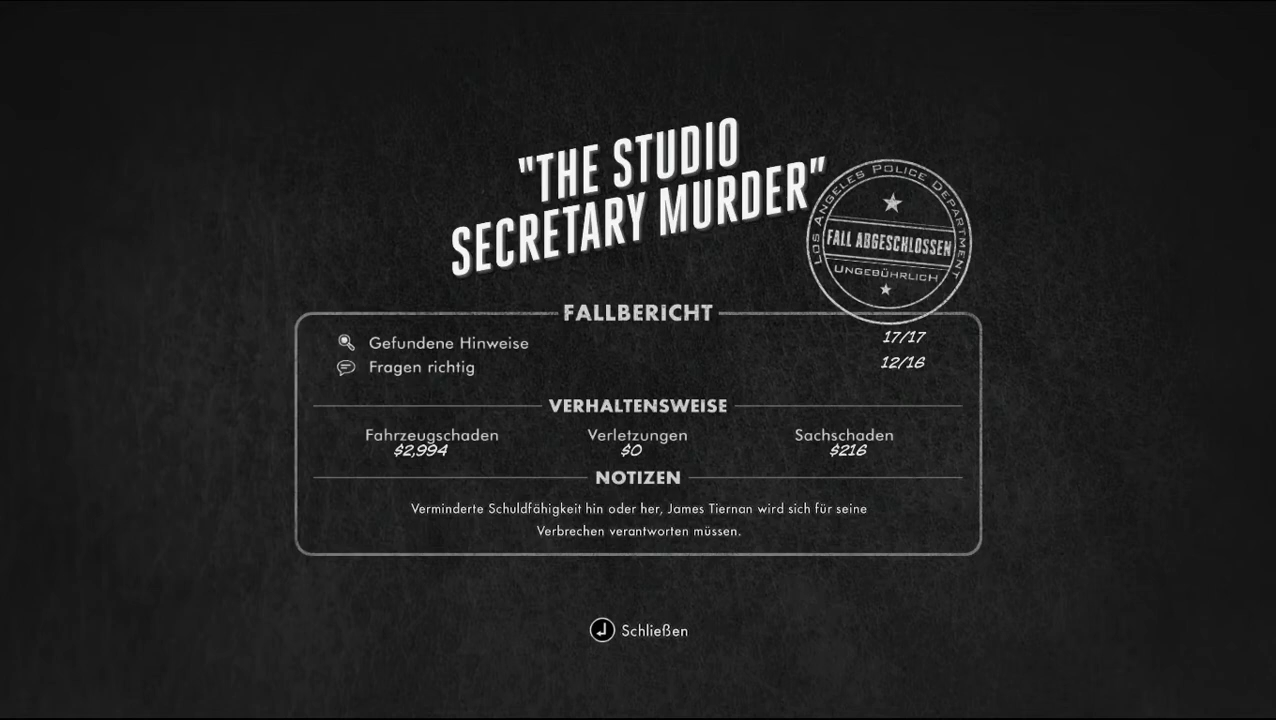 "THE STUDIO
SECRETARY MURDER"
LOS ANGELES POLICE DEPARTMENT
FALL ABGESCHLOSSEN
UNGEBÜHRLICH
FALLBERICHT
Gefundene Hinweise 17/17
Fragen richtig 12/16
VERHALTENSWEISE
Fahrzeugschaden Verletzungen Sachschaden
$2,994 $0 $216
NOTIZEN
Verminderte Schuldfähigkeit hin oder her, James Tiernan wird sich für seine
Verbrechen verantworten müssen.
Schließen